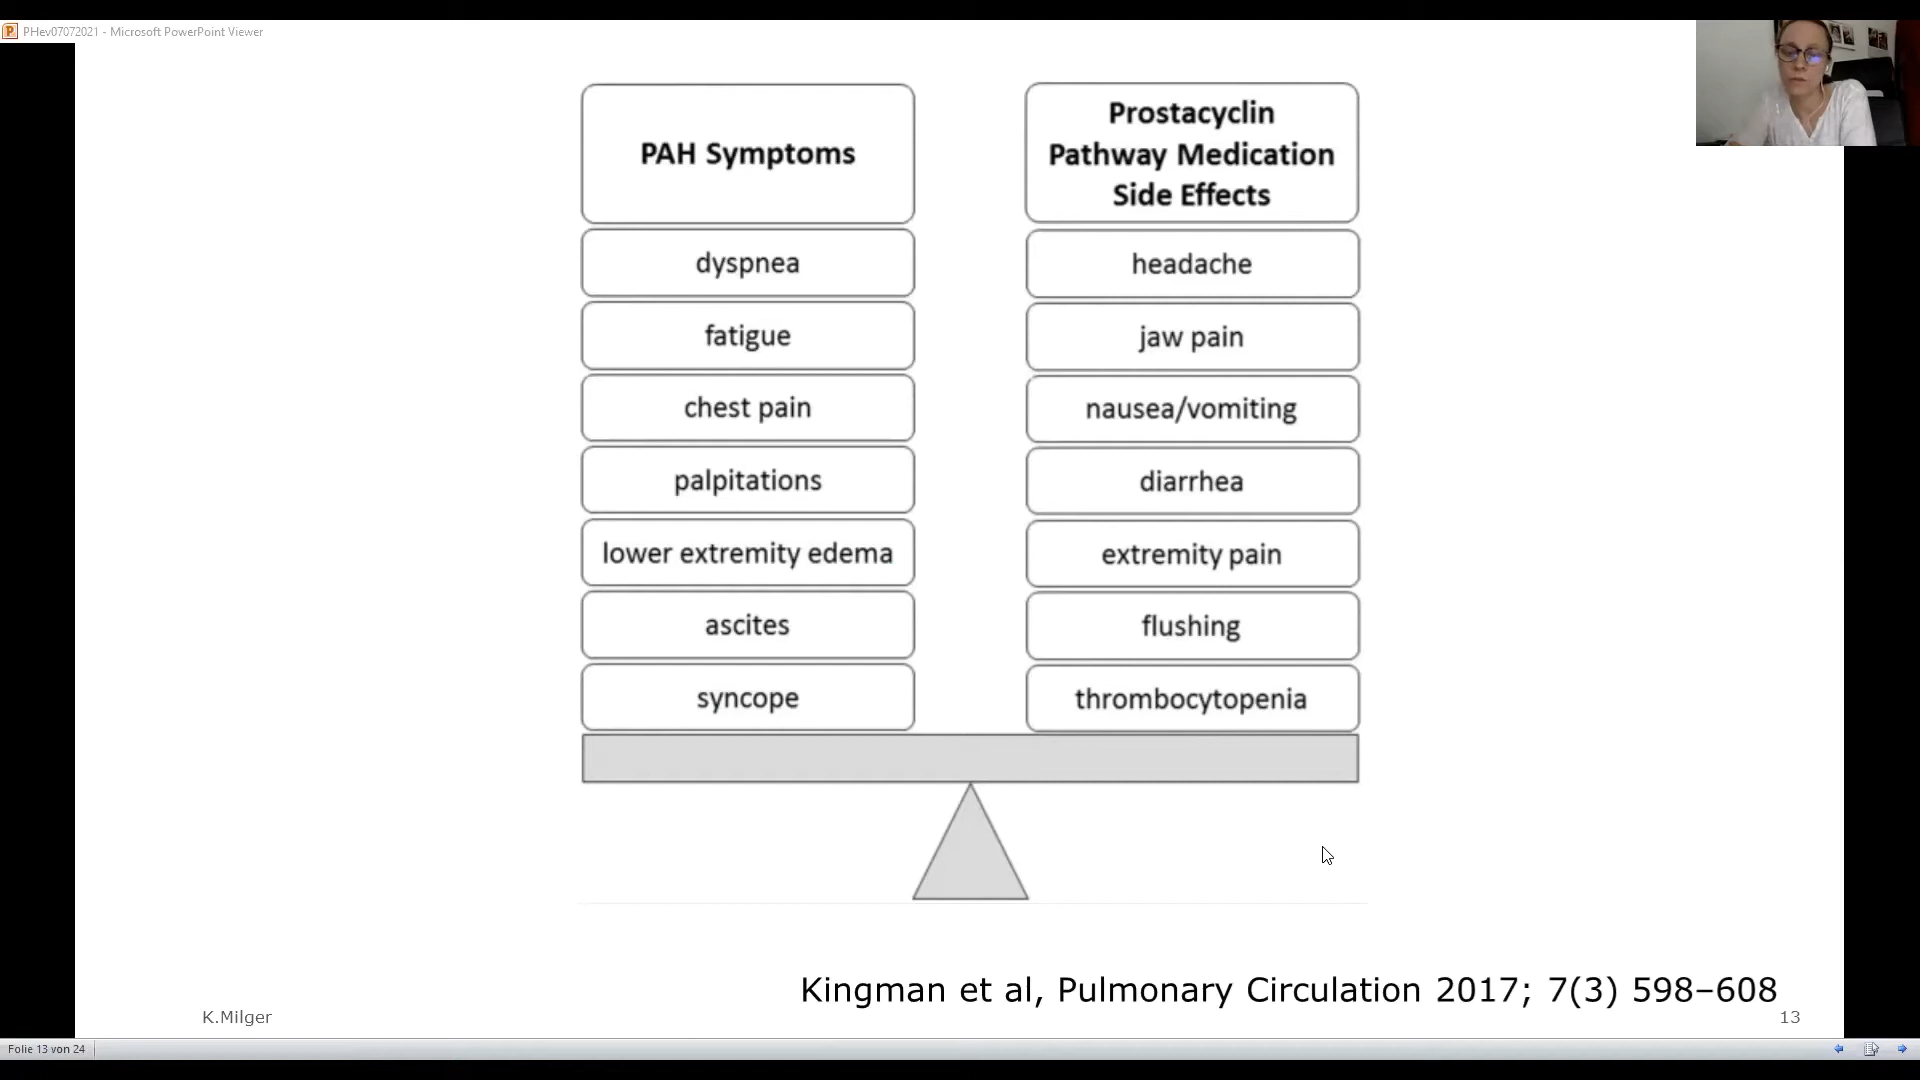 PHev07072021 - Microsoft PowerPoint Viewer
PAH Symptoms
dyspnea
fatigue
chest pain
palpitations
lower extremity edema
ascites
syncope
Prostacyclin
Pathway Medication
Side Effects
headache
jaw pain
nausea/vomiting
diarrhea
extremity pain
flushing
thrombocytopenia
Kingman et al, Pulmonary Circulation 2017; 7(3) 598–608
K.Milger
13
Folie 13 von 24